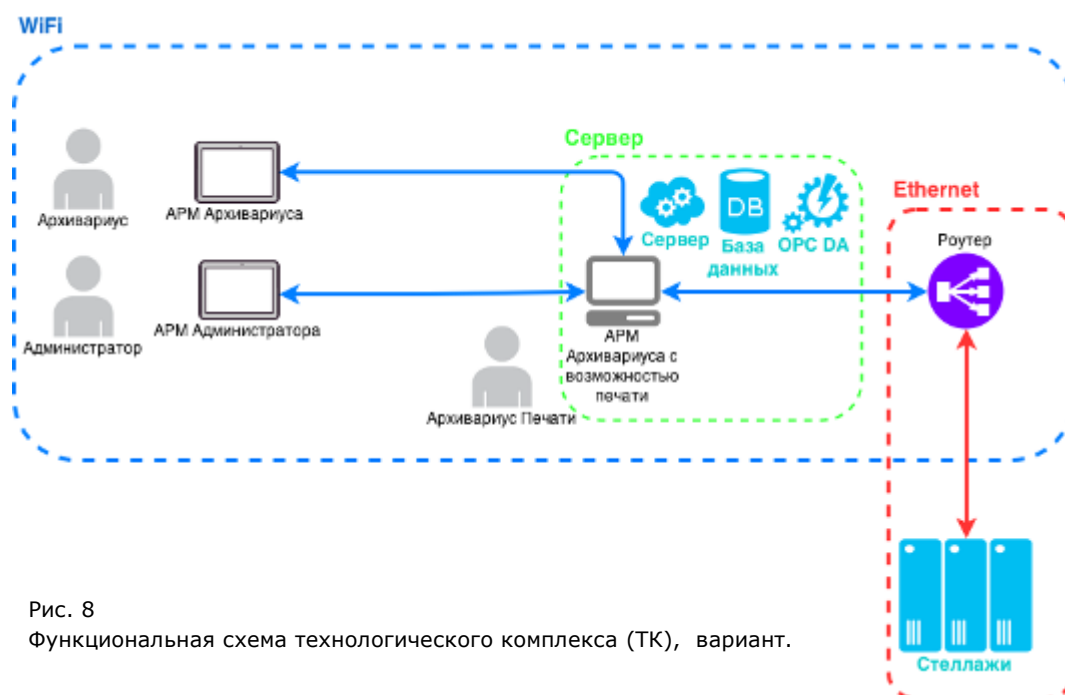 WiFi
Сервер
Сервер
База
данных
OPC DA
DB
Ethernet
Роутер
Архивариус
АРМ Архивариуса
Администратор
АРМ Администратора
АРМ
Архивариуса с
возможностью
печати
Архивариус Печати
Стеллажи
Рис. 8
Функциональная схема технологического комплекса (ТК), вариант.